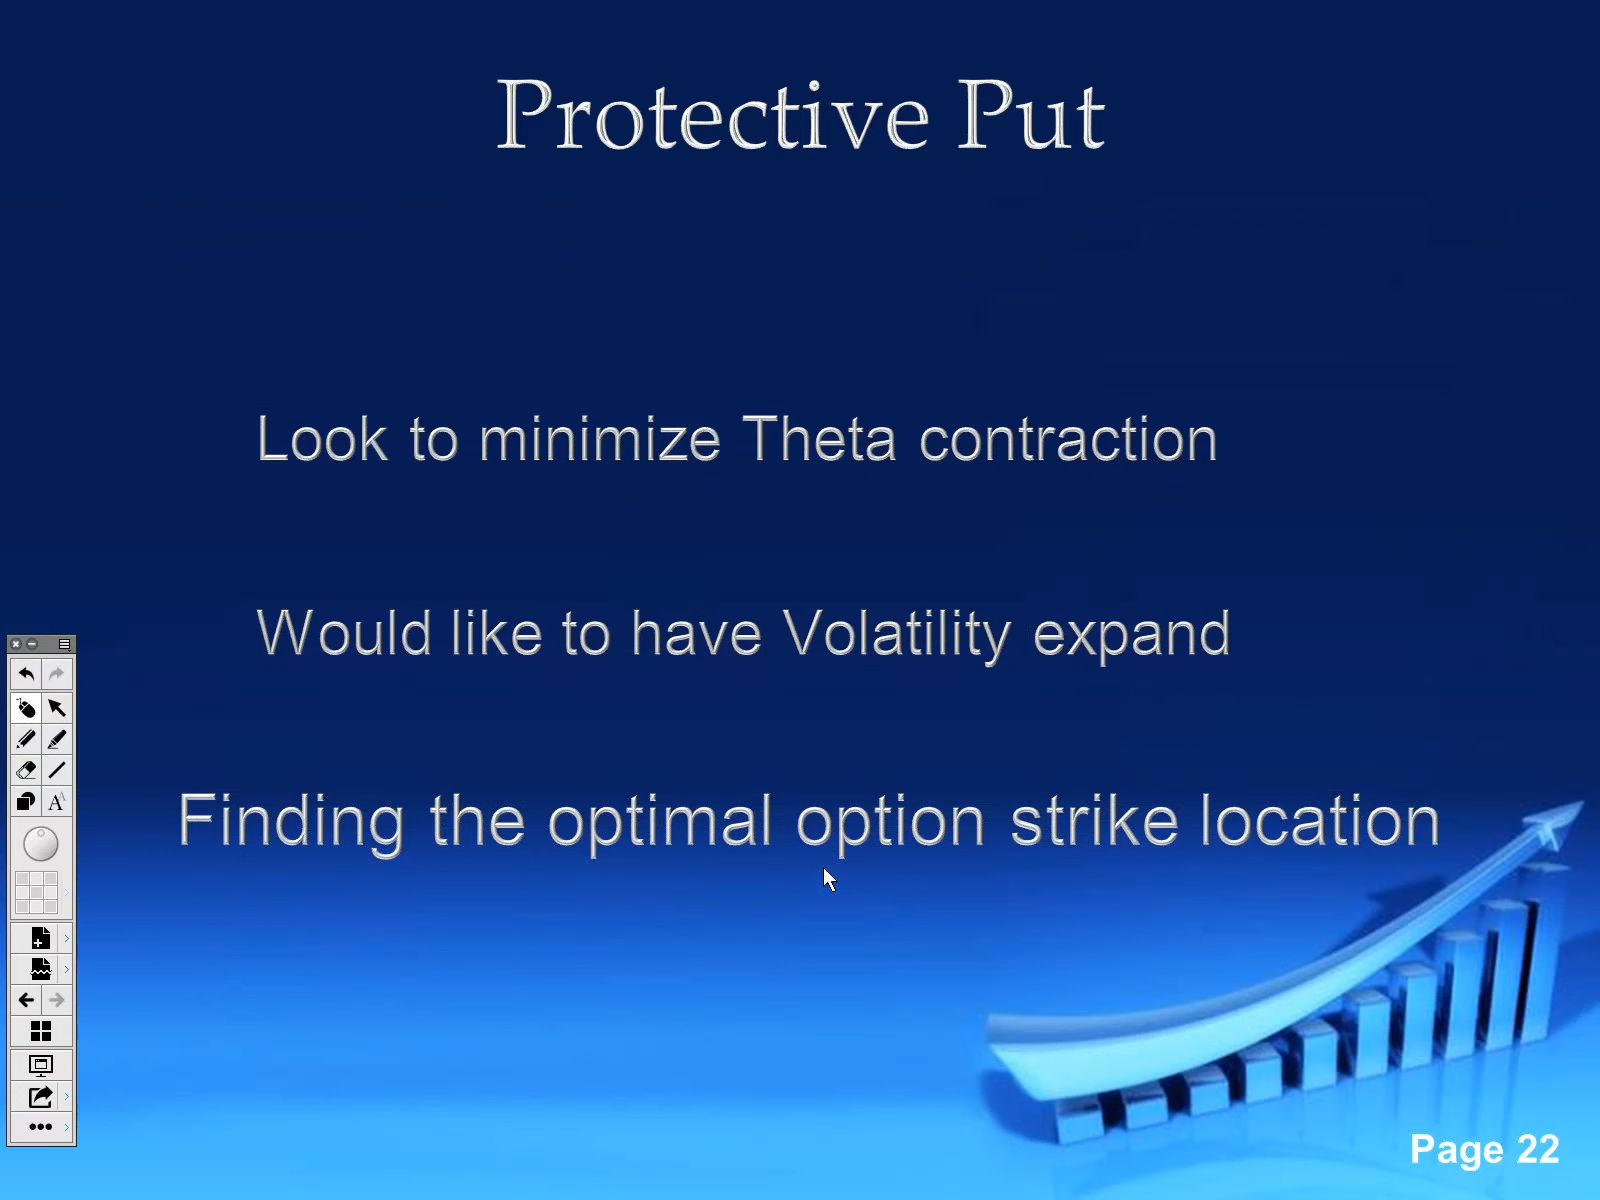 Protective Put
Look to minimize Theta contraction
Would like to have Volatility expand
Finding the optimal option strike location
Page 22